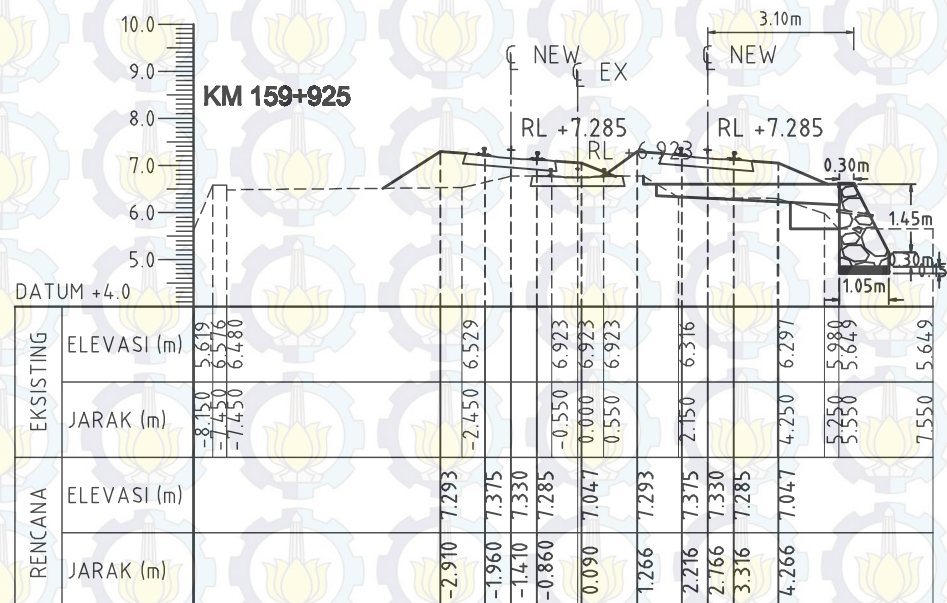 10.0
9.0
8.0
7.0
6.0
5.0
DATUM +4.0
KM 159+925
3.10m
℄ NEW
℄ EX
℄ NEW
RL +7.285
RL +6.923
RL +7.285
0.30m
1.45m
0.30m
1.05m
EKSISTING
ELEVASI (m) 5.619 6.576 6.480 6.529 6.923 6.923 6.923 6.316 6.297 5.980 5.649 5.649
JARAK (m) -8.150 -7.450 -7.450 -2.450 -0.550 0.000 0.550 2.150 4.250 5.250 5.550 7.550
RENCANA
ELEVASI (m) 7.293 7.375 7.330 7.285 7.047 7.293 7.375 7.330 7.285 7.047
JARAK (m) -2.910 -1.960 -1.410 -0.860 0.090 1.266 2.216 2.766 3.316 4.266